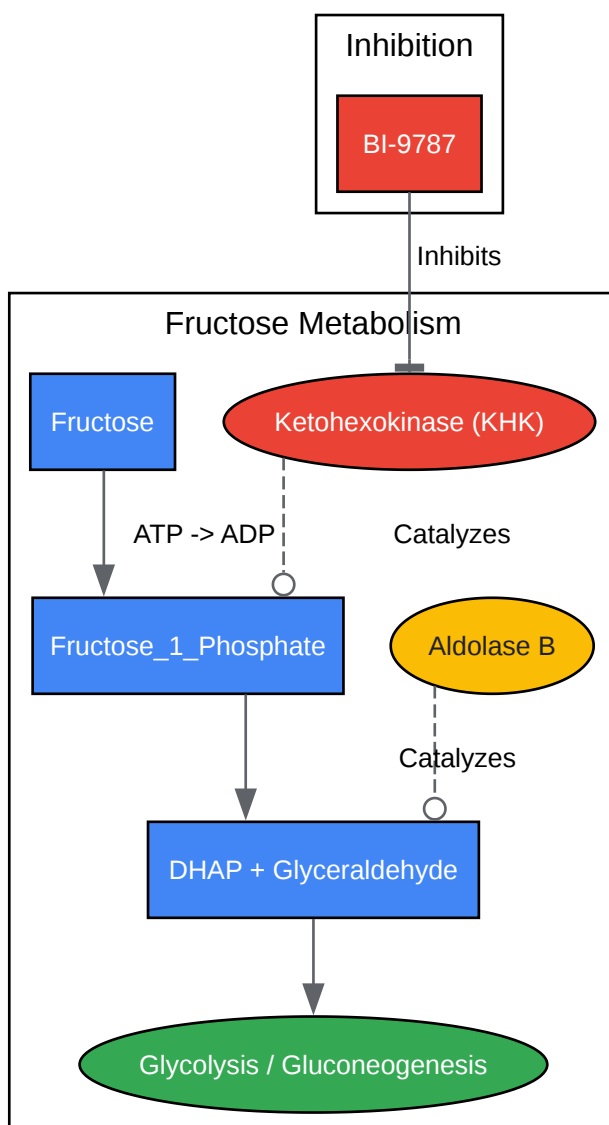 Inhibition
BI-9787
Inhibits
Fructose Metabolism
Fructose
Ketohexokinase (KHK)
ATP -> ADP
Catalyzes
Fructose_1_Phosphate
Aldolase B
Catalyzes
DHAP + Glyceraldehyde
Glycolysis / Gluconeogenesis